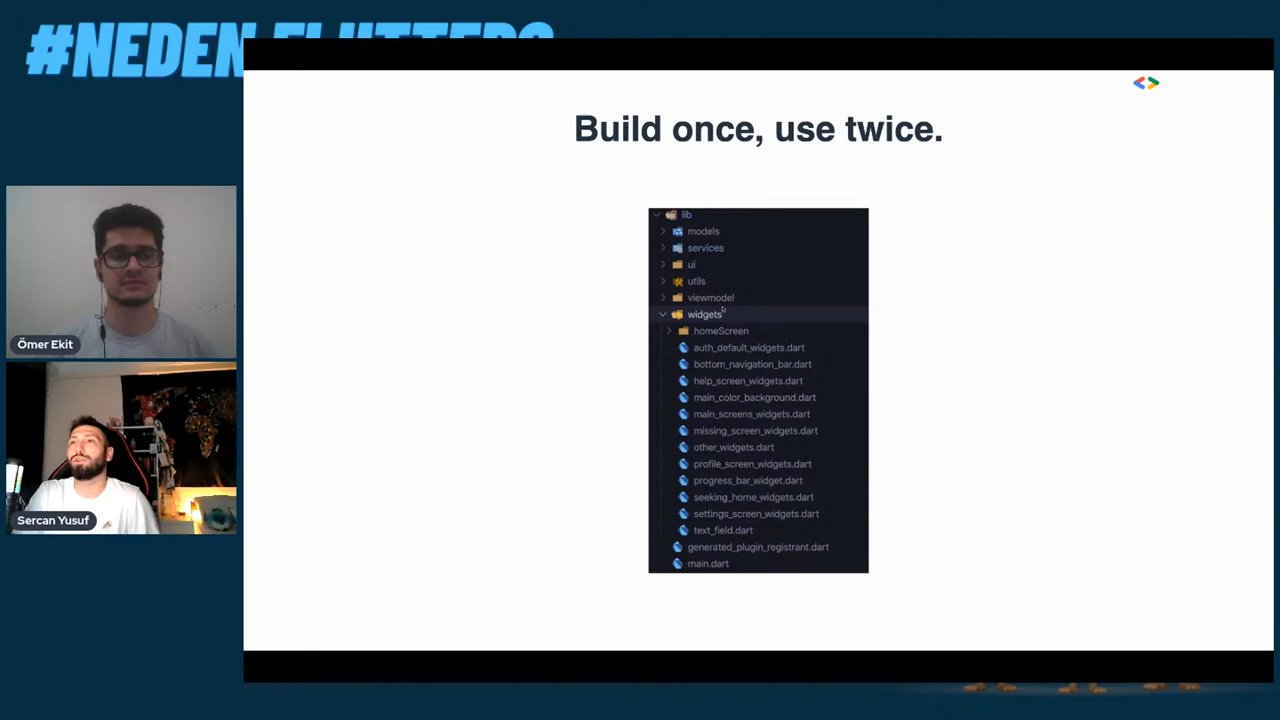 #NEDEN FLUTTER?
Build once, use twice.
lib
models
services
ui
utils
viewmodel
widgets
homeScreen
auth_default_widgets.dart
bottom_navigation_bar.dart
help_screen_widgets.dart
main_color_background.dart
main_screens_widgets.dart
missing_screen_widgets.dart
other_widgets.dart
profile_screen_widgets.dart
progress_bar_widget.dart
seeking_home_widgets.dart
settings_screen_widgets.dart
text_field.dart
generated_plugin_registrant.dart
main.dart
Ömer Ekit
Sercan Yusuf